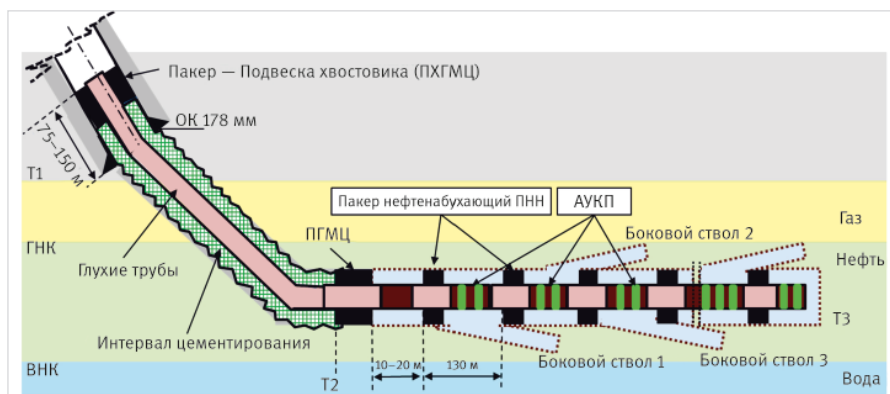 Пакер — Подвеска хвостовика (ПХГМЦ)
ОК 178 мм
75–150 м
Т1
Пакер нефтенабухающий ПНН
АУКП
Газ
ГНК
ПГМЦ
Боковой ствол 2
Нефть
Глухие трубы
Т3
Интервал цементирования
ВНК
Т2
10–20 м
130 м
Боковой ствол 1
Боковой ствол 3
Вода